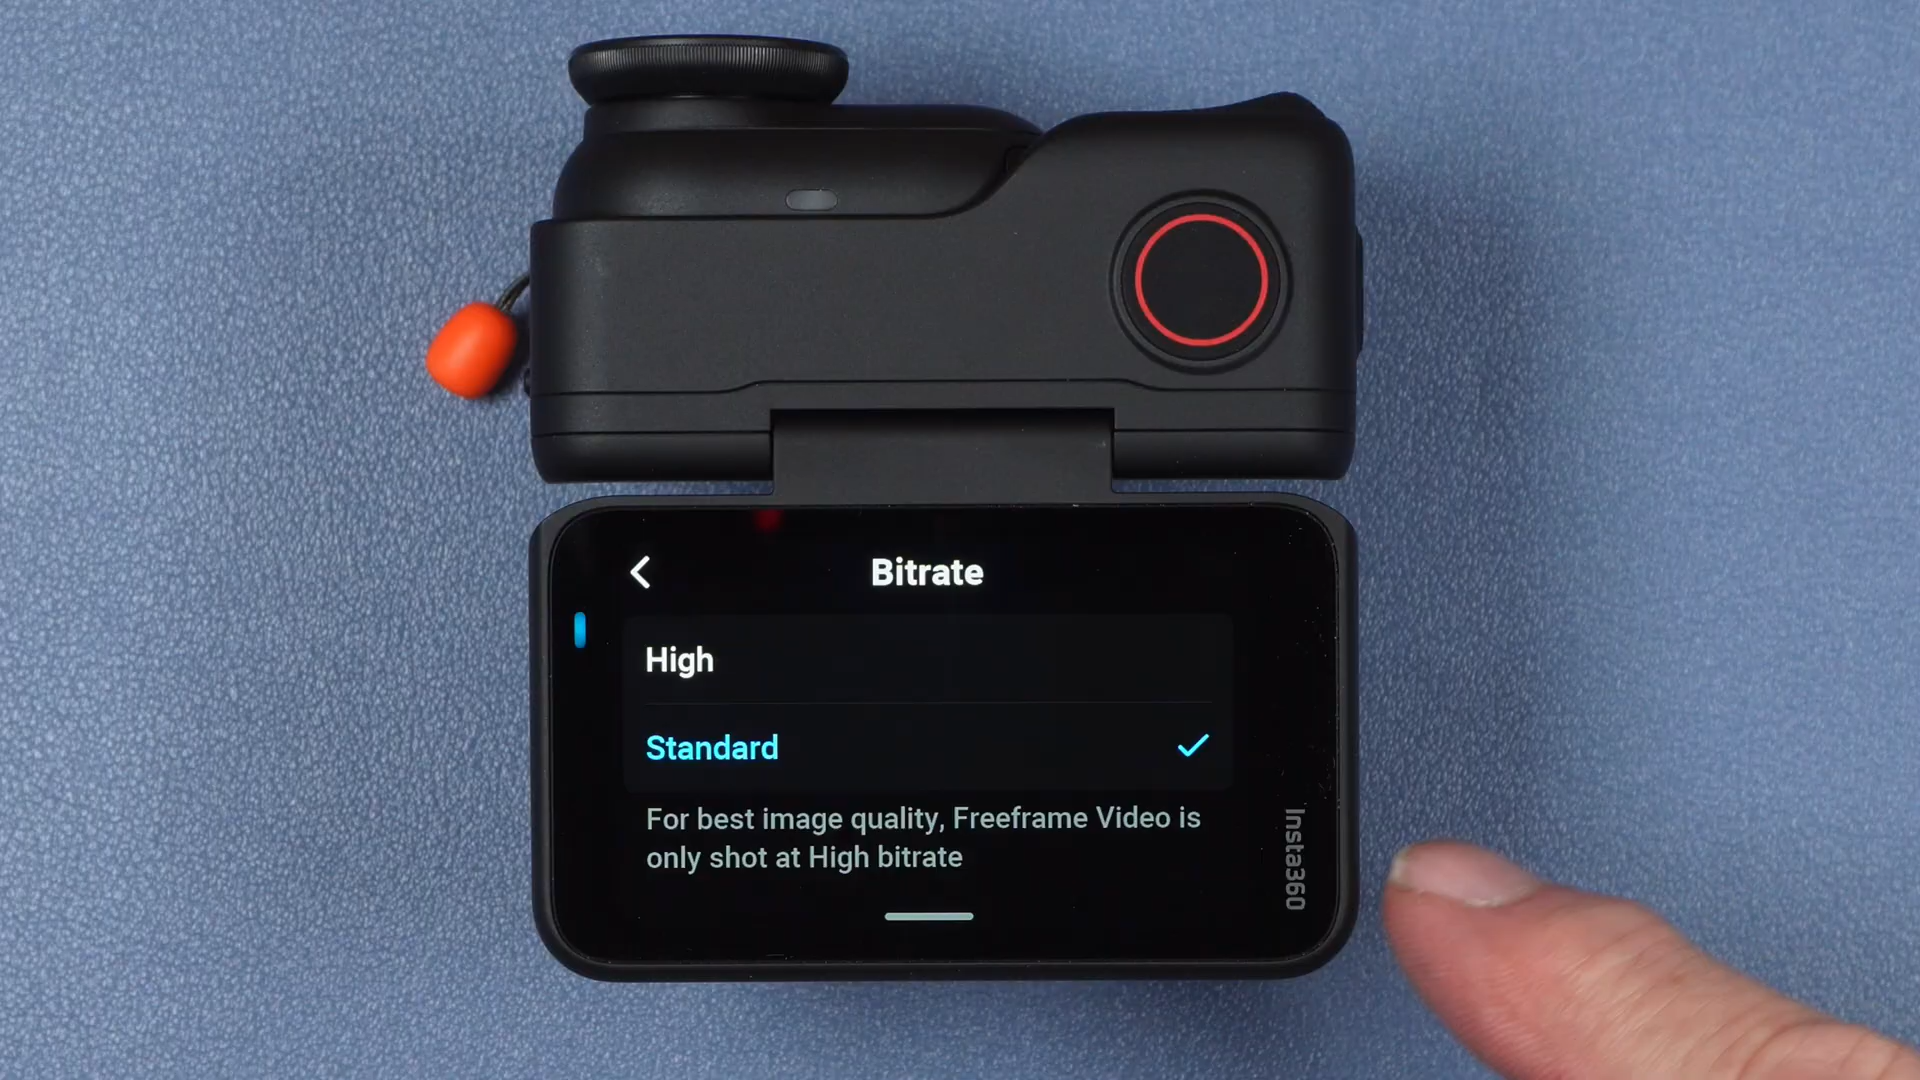 Bitrate
High
Standard
For best image quality, Freeframe Video is
only shot at High bitrate
Insta360